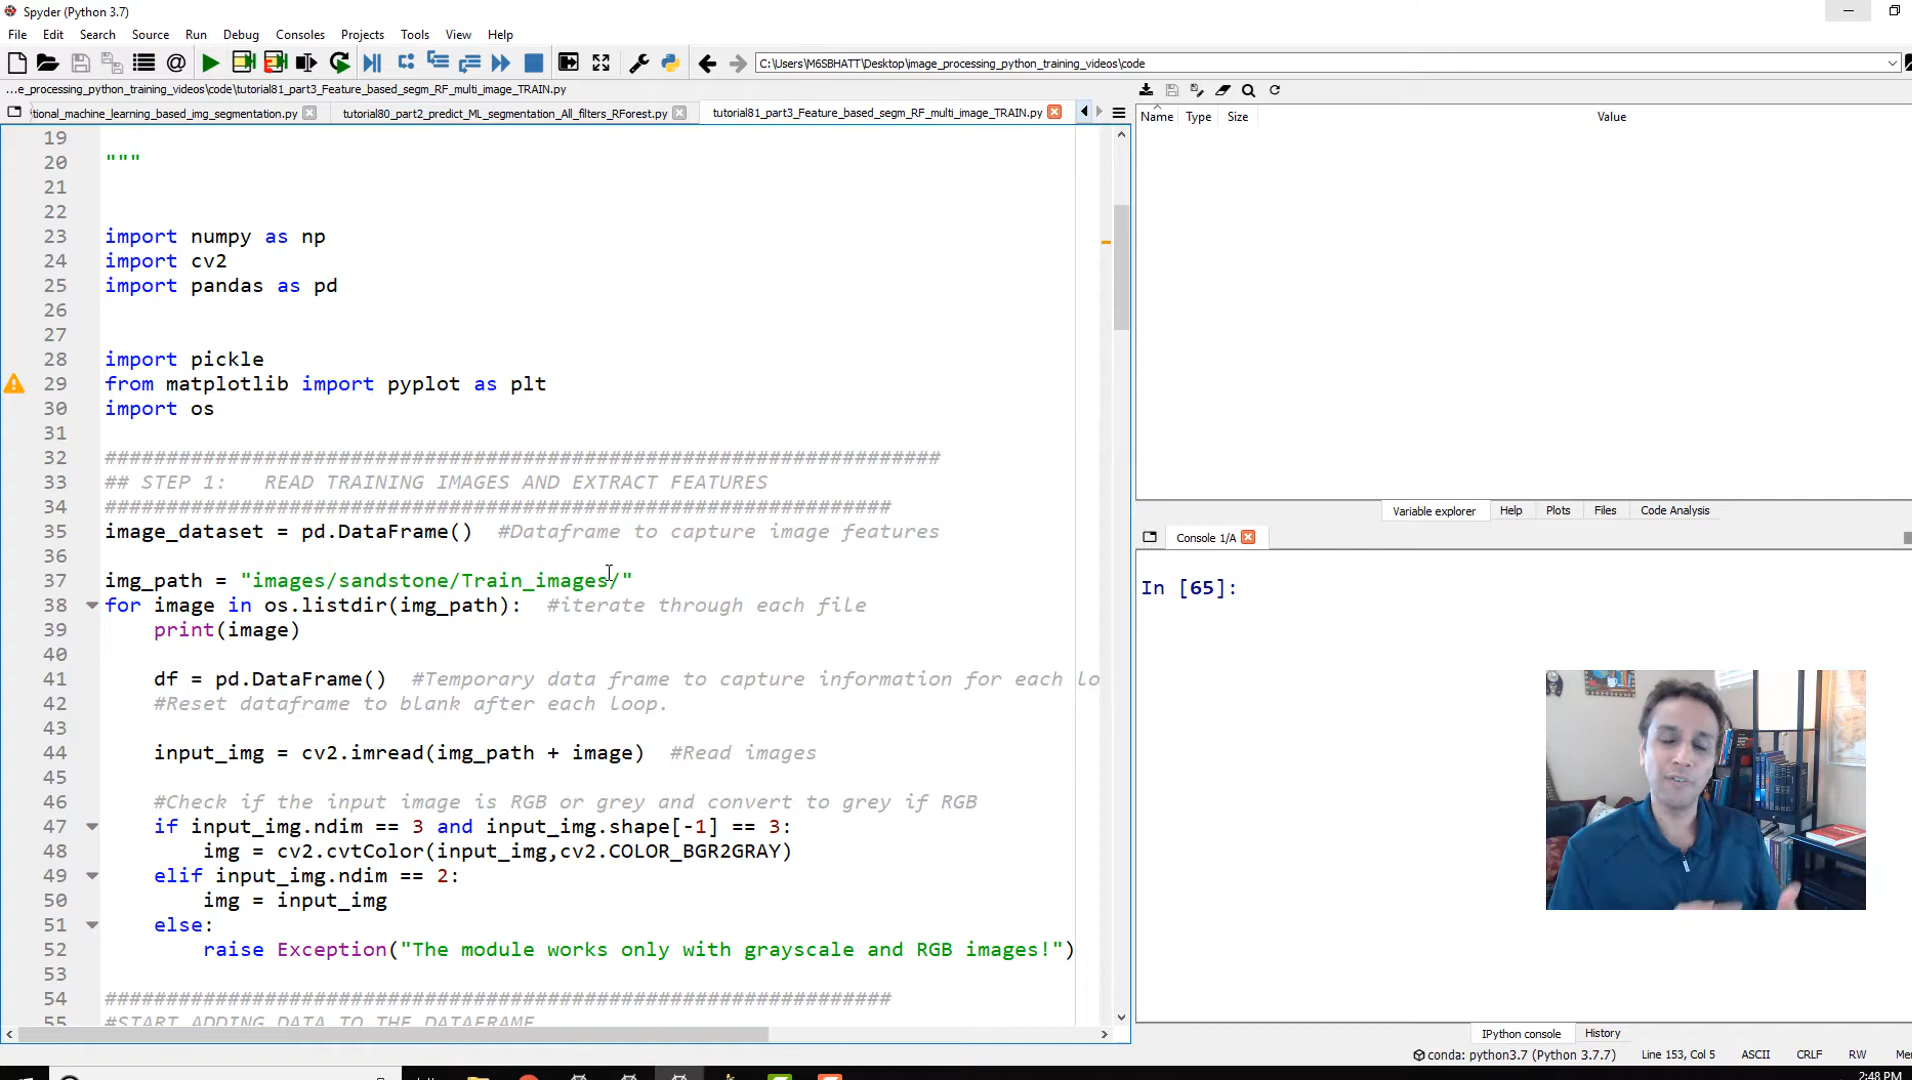 Spyder (Python 3.7)
File Edit Search Source Run Debug Consoles Projects Tools View Help
C:\Users\M6SBHATT\Desktop\image_processing_python_training_videos\code
...e_processing_python_training_videos\code\tutorial81_part3_Feature_based_segm_RF_multi_image_TRAIN.py
tional_machine_learning_based_img_segmentation.py tutorial80_part2_predict_ML_segmentation_All_filters_RForest.py tutorial81_part3_Feature_based_segm_RF_multi_image_TRAIN.py
19
20 """
21
22
23 import numpy as np
24 import cv2
25 import pandas as pd
26
27
28 import pickle
29 from matplotlib import pyplot as plt
30 import os
31
32 ####################################################################
33 ## STEP 1:   READ TRAINING IMAGES AND EXTRACT FEATURES
34 ################################################################
35 image_dataset = pd.DataFrame()  #Dataframe to capture image features
36
37 img_path = "images/sandstone/Train_images/"
38 for image in os.listdir(img_path):  #iterate through each file
39     print(image)
40
41     df = pd.DataFrame()  #Temporary data frame to capture information for each lo
42     #Reset dataframe to blank after each loop.
43
44     input_img = cv2.imread(img_path + image)  #Read images
45
46     #Check if the input image is RGB or grey and convert to grey if RGB
47     if input_img.ndim == 3 and input_img.shape[-1] == 3:
48         img = cv2.cvtColor(input_img,cv2.COLOR_BGR2GRAY)
49     elif input_img.ndim == 2:
50         img = input_img
51     else:
52         raise Exception("The module works only with grayscale and RGB images!")
53
54 ################################################################
55 #START ADDING DATA TO THE DATAFRAME
Name Type Size Value
Variable explorer Help Plots Files Code Analysis
Console 1/A
In [65]:
IPython console History
conda: python3.7 (Python 3.7.7) Line 153, Col 5 ASCII CRLF RW Me
2:48 PM